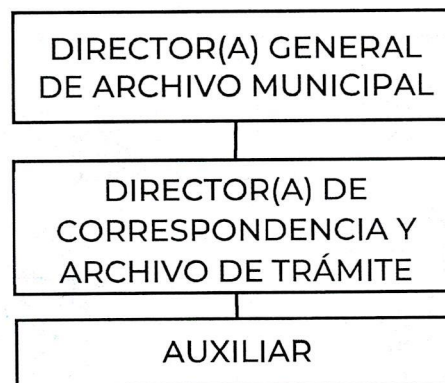 DIRECTOR(A) GENERAL
DE ARCHIVO MUNICIPAL
DIRECTOR(A) DE
CORRESPONDENCIA Y
ARCHIVO DE TRÁMITE
AUXILIAR